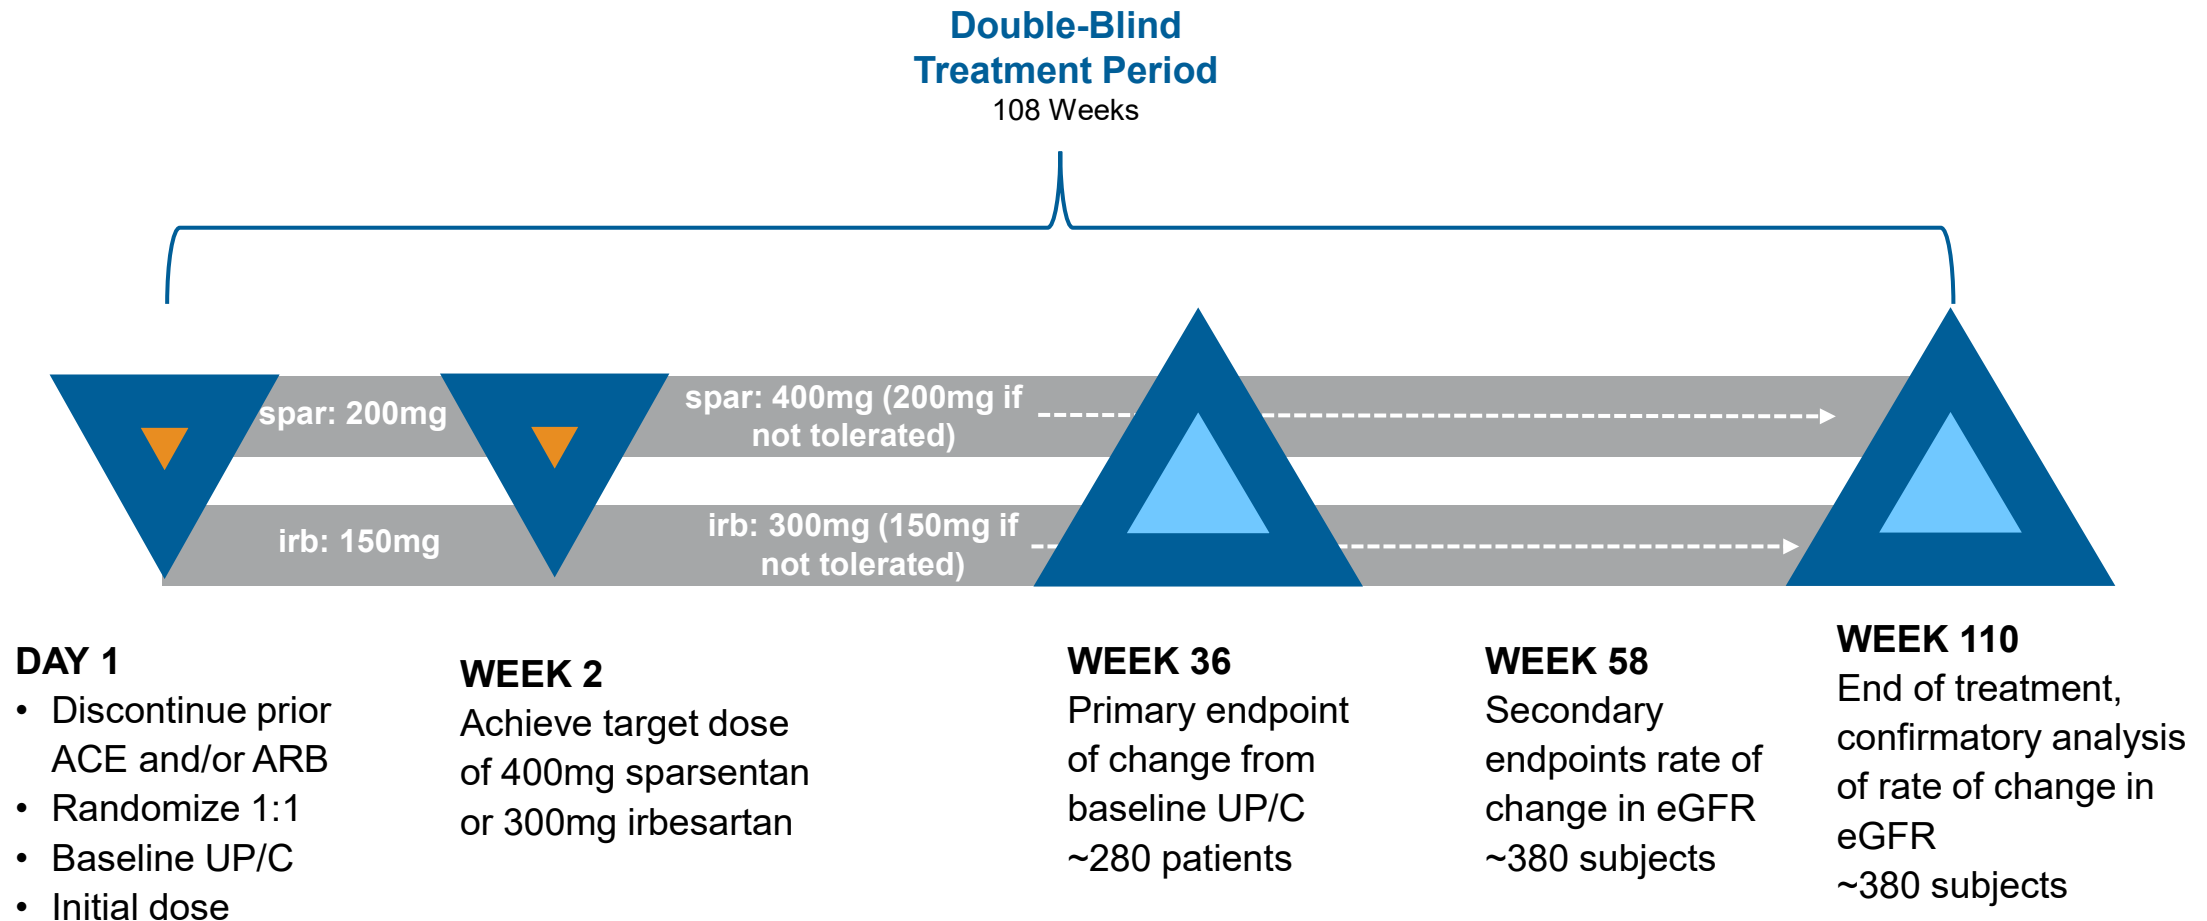 Double-Blind
Treatment Period
108 Weeks
spar: 200mg
spar: 400mg (200mg if
not tolerated)
irb: 150mg
irb: 300mg (150mg if
not tolerated)
DAY 1
• Discontinue prior
ACE and/or ARB
• Randomize 1:1
• Baseline UP/C
• Initial dose
WEEK 2
Achieve target dose
of 400mg sparsentan
or 300mg irbesartan
WEEK 36
Primary endpoint
of change from
baseline UP/C
~280 patients
WEEK 58
Secondary
endpoints rate of
change in eGFR
~380 subjects
WEEK 110
End of treatment,
confirmatory analysis
of rate of change in
eGFR
~380 subjects